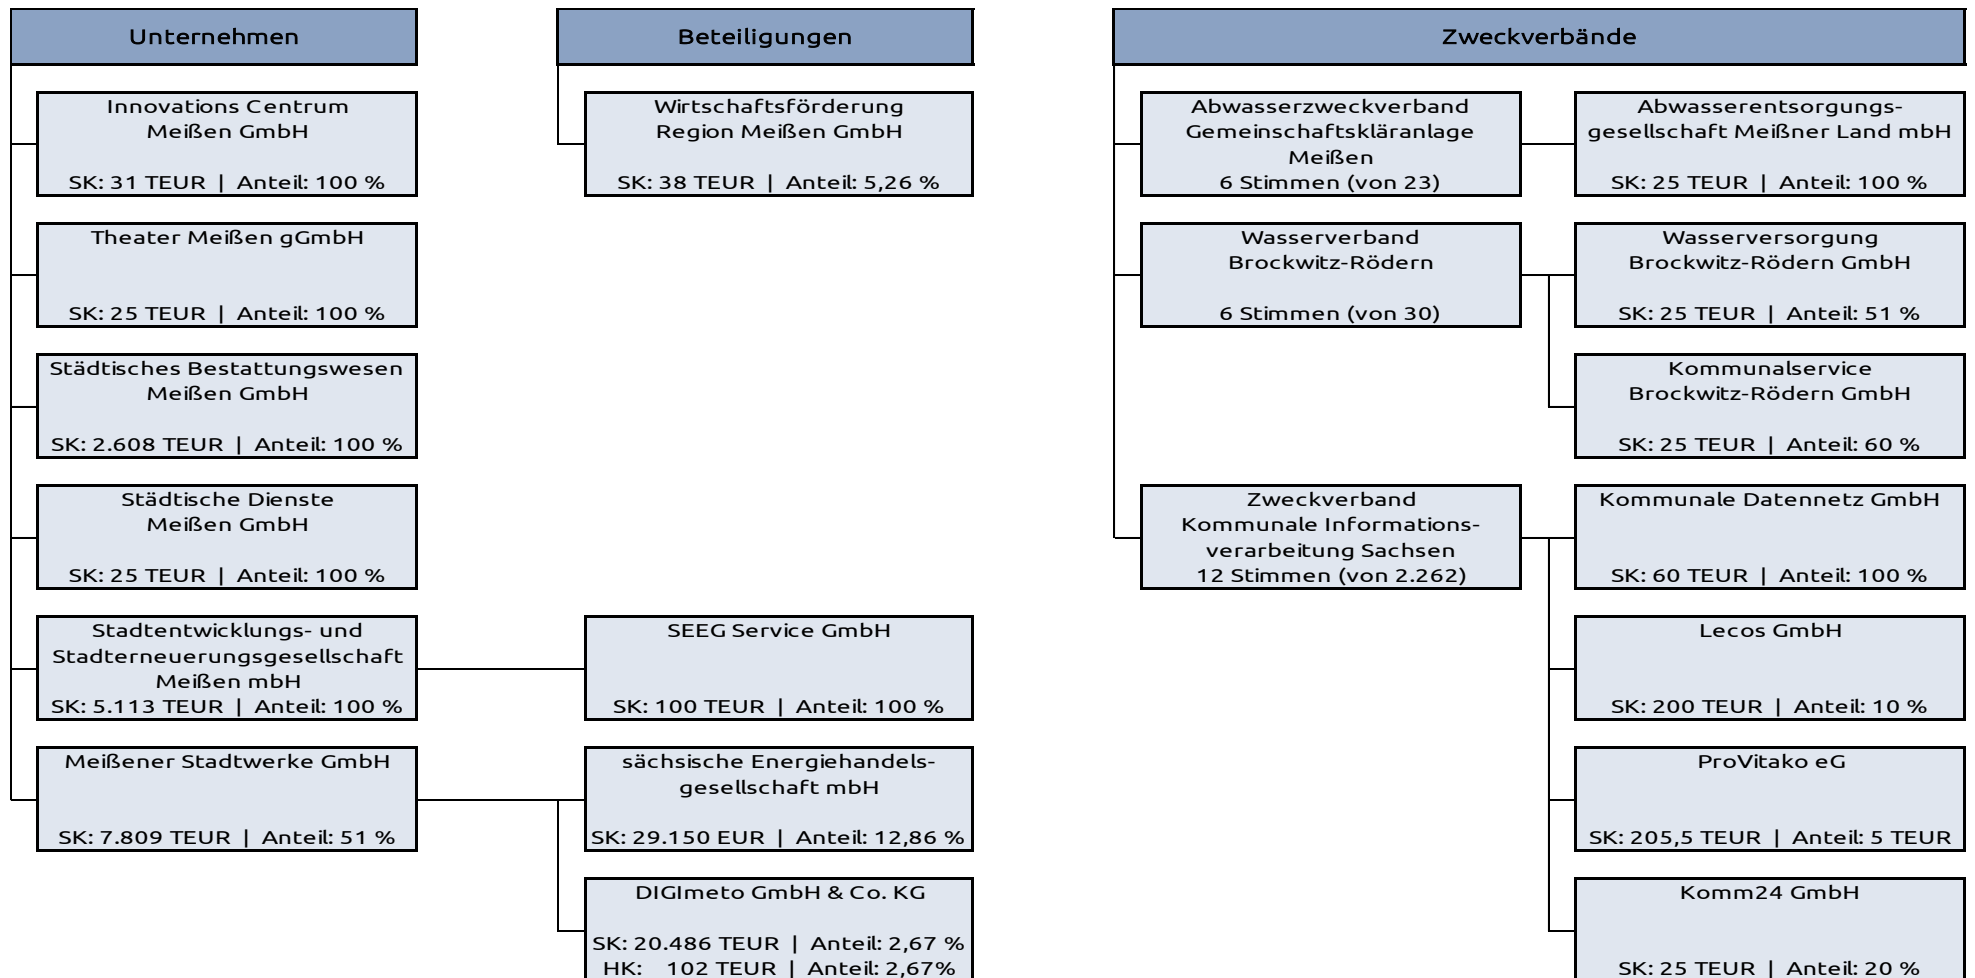 Unternehmen
Innovations Centrum
Meißen GmbH
SK: 31 TEUR | Anteil: 100 %
Theater Meißen gGmbH
SK: 25 TEUR | Anteil: 100 %
Städtisches Bestattungswesen
Meißen GmbH
SK: 2.608 TEUR | Anteil: 100 %
Städtische Dienste
Meißen GmbH
SK: 25 TEUR | Anteil: 100 %
Stadtentwicklungs- und
Stadterneuerungsgesellschaft
Meißen mbH
SK: 5.113 TEUR | Anteil: 100 %
Meißener Stadtwerke GmbH
SK: 7.809 TEUR | Anteil: 51 %
Beteiligungen
Wirtschaftsförderung
Region Meißen GmbH
SK: 38 TEUR | Anteil: 5,26 %
SEEG Service GmbH
SK: 100 TEUR | Anteil: 100 %
sächsische Energiehandels-
gesellschaft mbH
SK: 29.150 EUR | Anteil: 12,86 %
DIGImeto GmbH & Co. KG
SK: 20.486 TEUR | Anteil: 2,67 %
HK: 102 TEUR | Anteil: 2,67%
Zweckverbände
Abwasserzweckverband
Gemeinschaftskläranlage
Meißen
6 Stimmen (von 23)
Abwasserentsorgungs-
gesellschaft Meißner Land mbH
SK: 25 TEUR | Anteil: 100 %
Wasserverband
Brockwitz-Rödern
6 Stimmen (von 30)
Wasserversorgung
Brockwitz-Rödern GmbH
SK: 25 TEUR | Anteil: 51 %
Kommunalservice
Brockwitz-Rödern GmbH
SK: 25 TEUR | Anteil: 60 %
Zweckverband
Kommunale Informations-
verarbeitung Sachsen
12 Stimmen (von 2.262)
Kommunale Datennetz GmbH
SK: 60 TEUR | Anteil: 100 %
Lecos GmbH
SK: 200 TEUR | Anteil: 10 %
ProVitako eG
SK: 205,5 TEUR | Anteil: 5 TEUR
Komm24 GmbH
SK: 25 TEUR | Anteil: 20 %